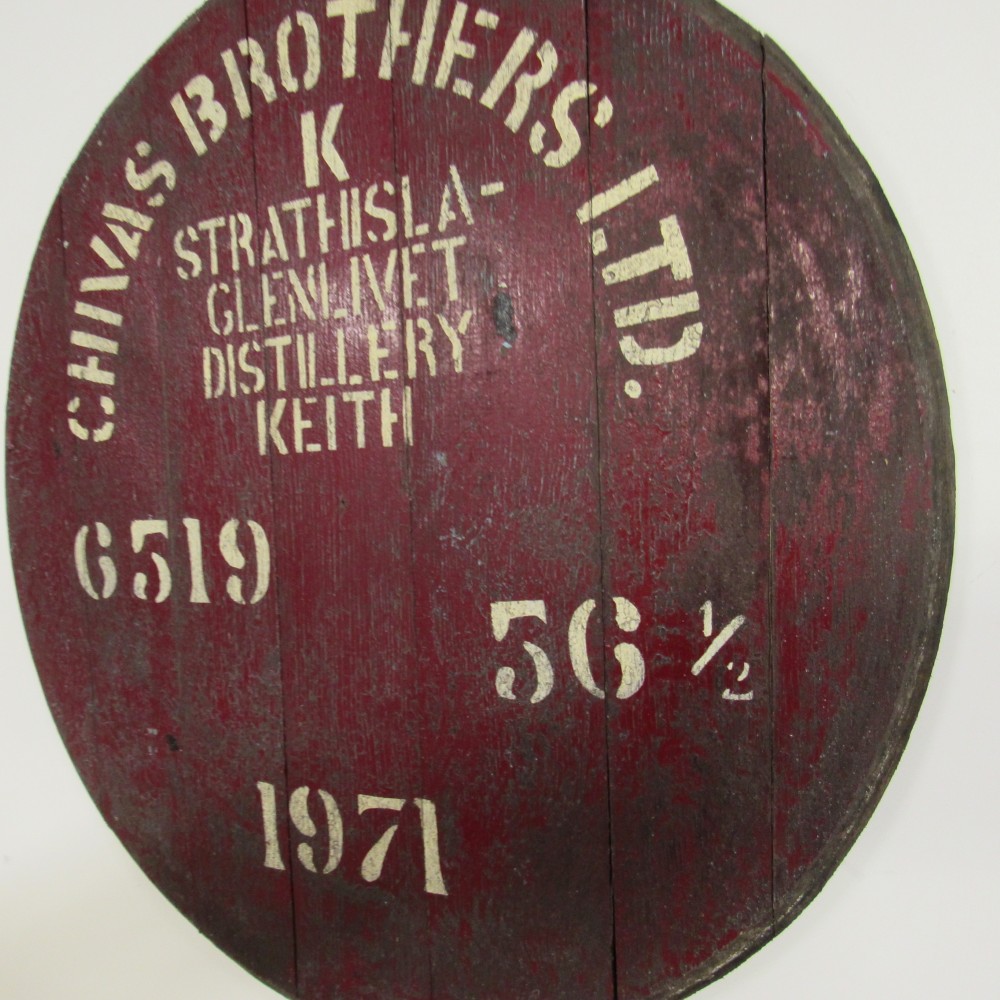 CHIVAS BROTHERS LTD.
K
STRATHISLA-
GLENLIVET
DISTILLERY
KEITH
6519
56 ½
1971